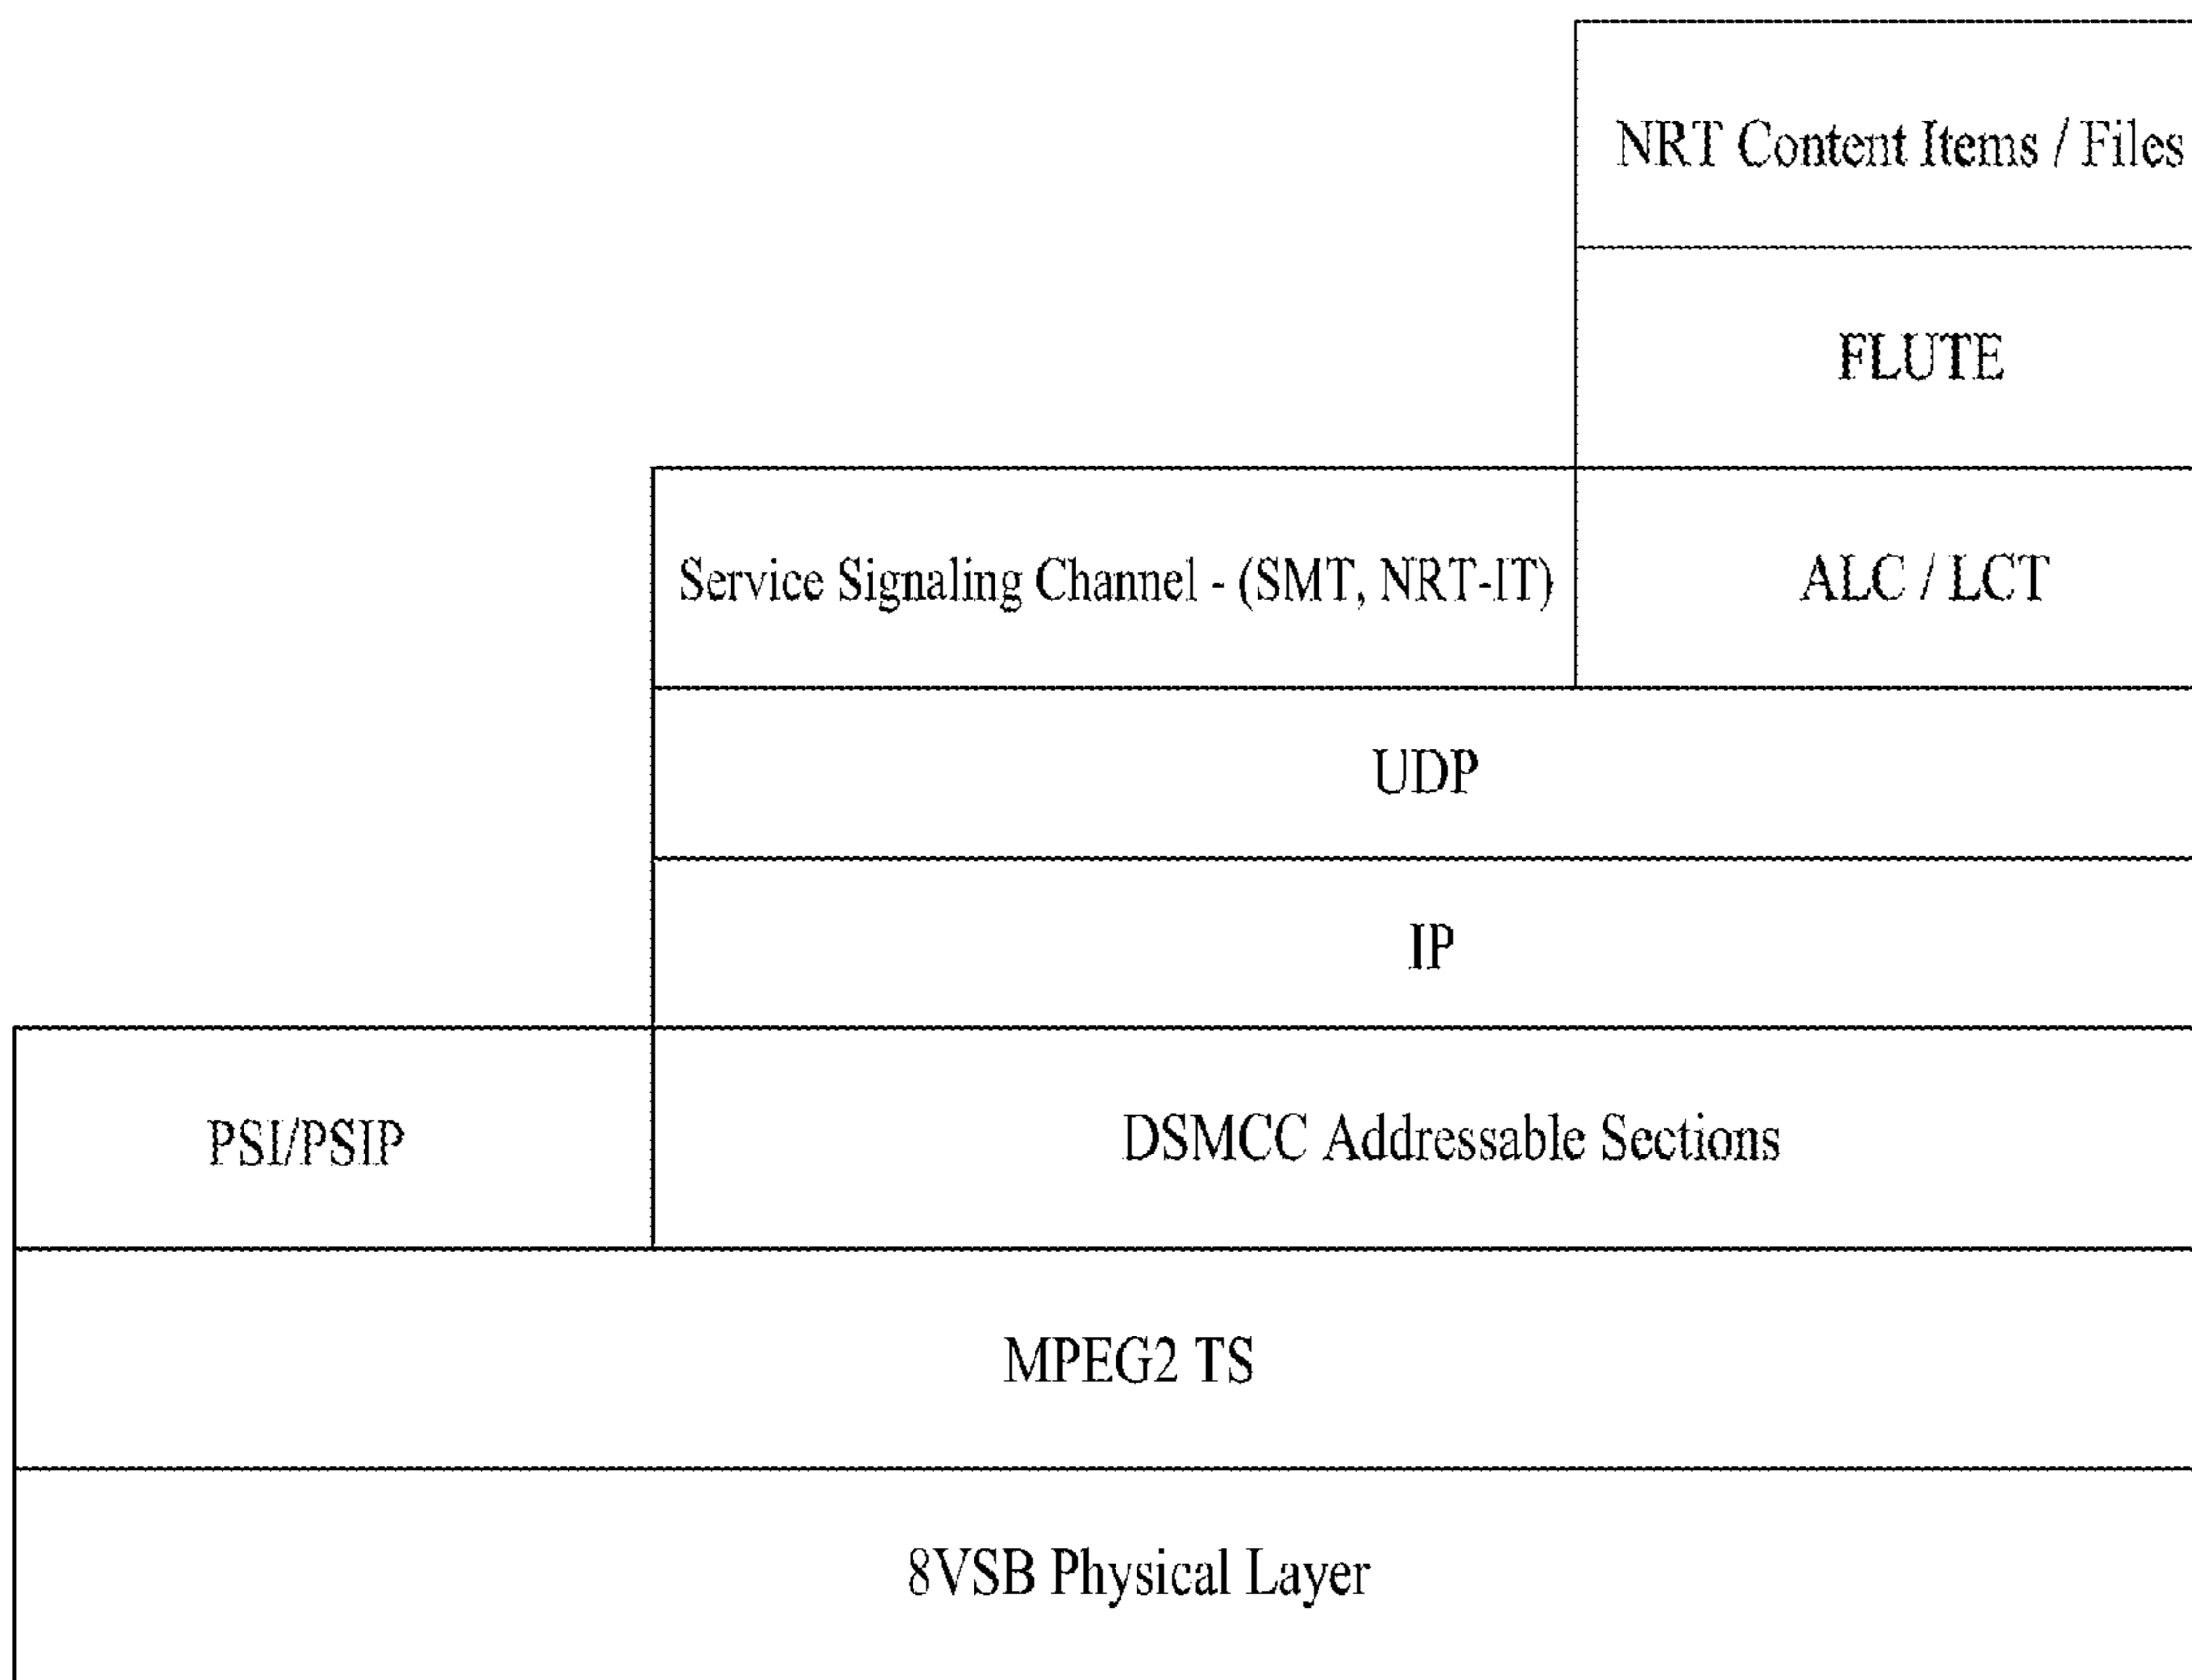 NRT Content Items / Files
FLUTE
Service Signaling Channel - (SMT, NRT-IT)
ALC / LCT
UDP
IP
PSI/PSIP
DSMCC Addressable Sections
MPEG2 TS
8VSB Physical Layer